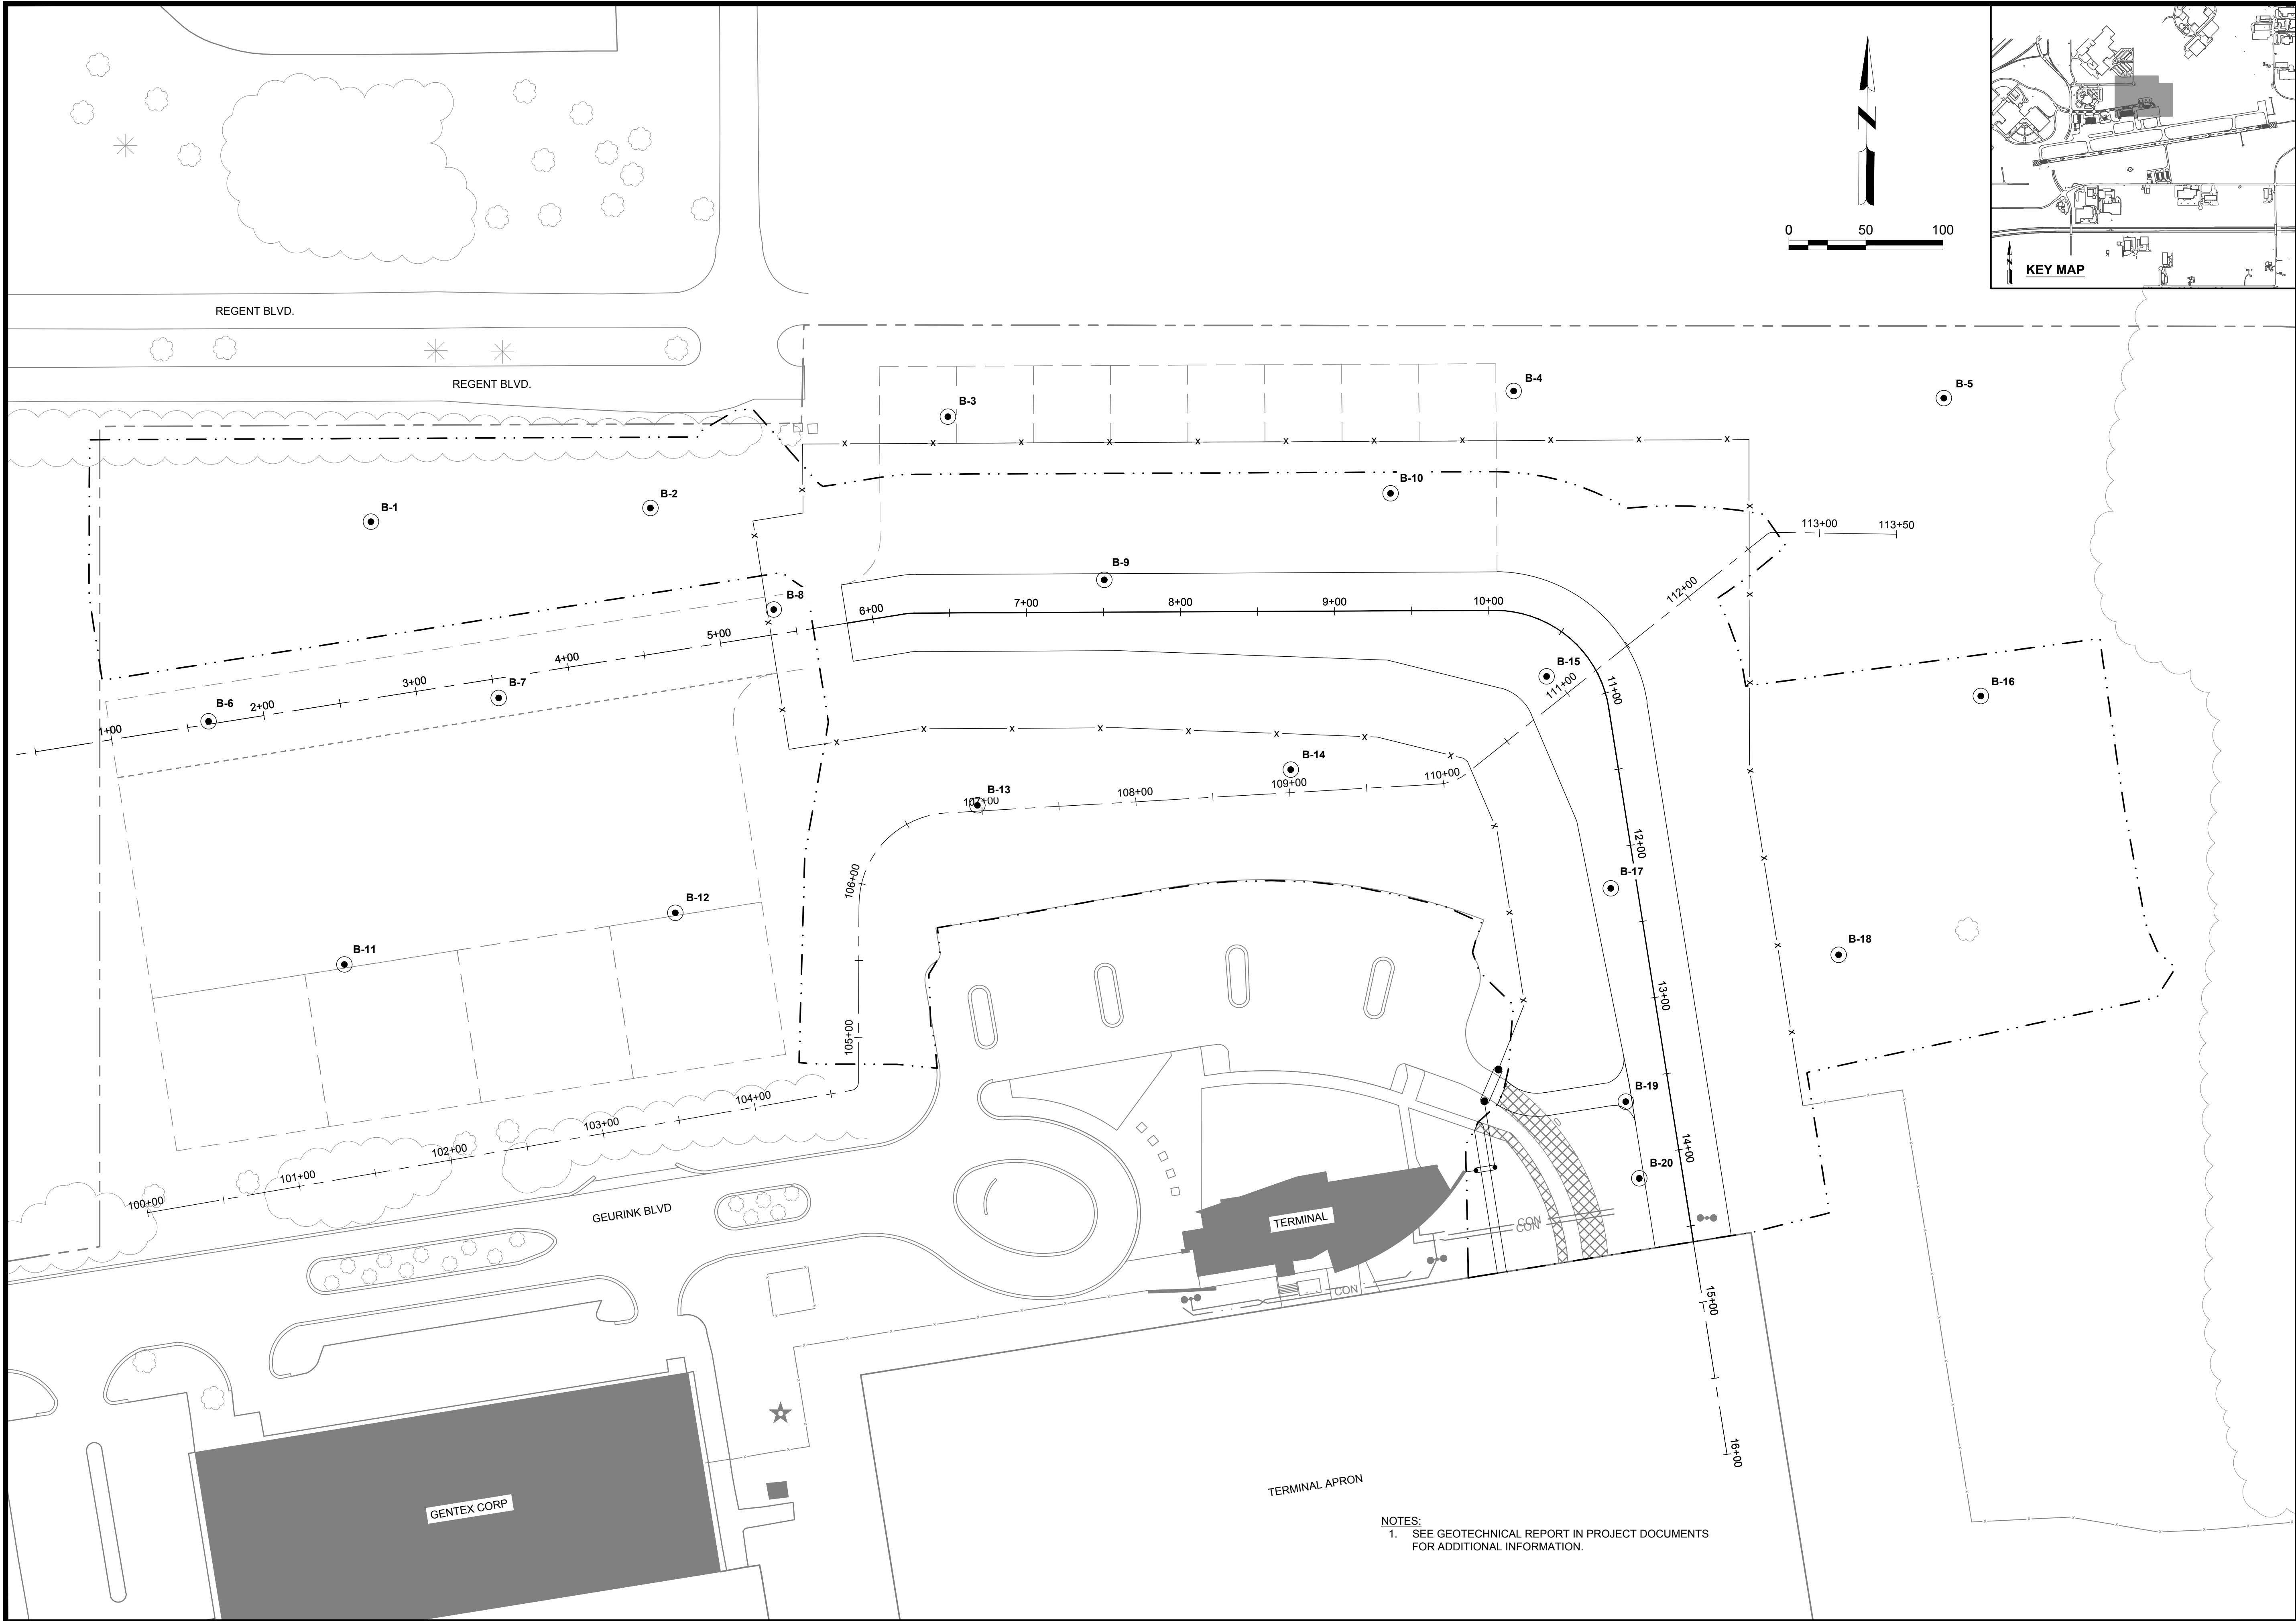 0 50 100
KEY MAP
REGENT BLVD.
REGENT BLVD.
B-3
B-4
B-5
B-1
B-2
B-10
B-9
B-8
B-6
B-7
B-15
B-16
B-14
B-13
B-17
B-12
B-11
B-18
B-19
B-20
1+00
2+00
3+00
4+00
5+00
6+00
7+00
8+00
9+00
10+00
11+00
12+00
13+00
14+00
15+00
16+00
100+00
101+00
102+00
103+00
104+00
105+00
106+00
107+00
108+00
109+00
110+00
111+00
112+00
113+00
113+50
GEURINK BLVD
TERMINAL
CON
CON
CON
GENTEX CORP
TERMINAL APRON
NOTES:
1. SEE GEOTECHNICAL REPORT IN PROJECT DOCUMENTS
FOR ADDITIONAL INFORMATION.